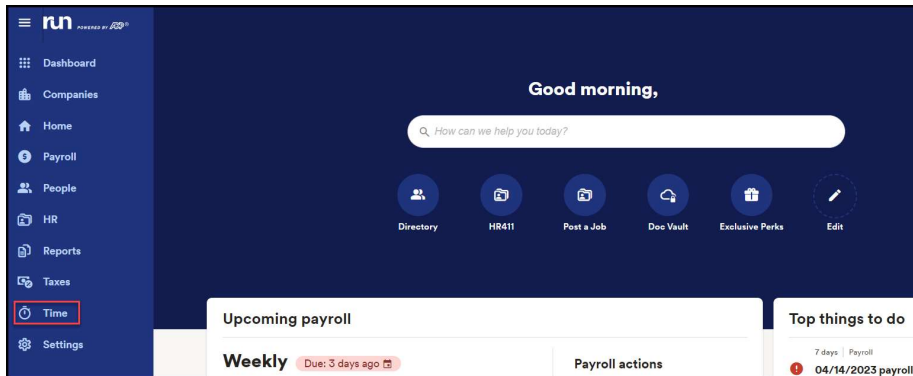 run POWERED BY ADP®
Dashboard
Companies
Home
Payroll
People
HR
Reports
Taxes
Time
Settings
Good morning,
How can we help you today?
Directory
HR411
Post a Job
Doc Vault
Exclusive Perks
Edit
Upcoming payroll
Weekly Due: 3 days ago
Payroll actions
Top things to do
7 days | Payroll
04/14/2023 payroll